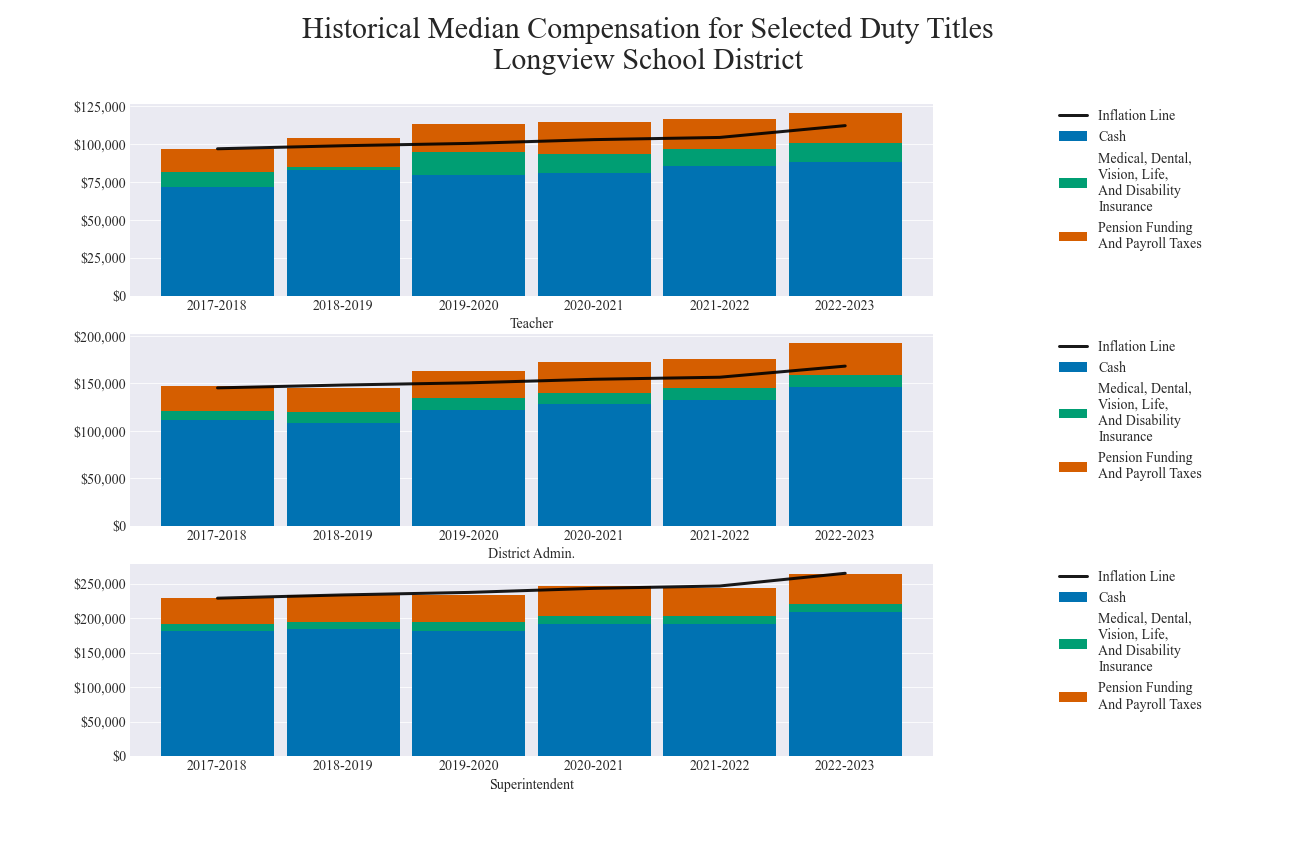 Historical Median Compensation for Selected Duty Titles
Longview School District
$125,000
$100,000
$75,000
$50,000
$25,000
$0
2017-2018
2018-2019
2019-2020
2020-2021
2021-2022
2022-2023
Teacher
Inflation Line
Cash
Medical, Dental,
Vision, Life,
And Disability
Insurance
Pension Funding
And Payroll Taxes
$200,000
$150,000
$100,000
$50,000
$0
2017-2018
2018-2019
2019-2020
2020-2021
2021-2022
2022-2023
District Admin.
Inflation Line
Cash
Medical, Dental,
Vision, Life,
And Disability
Insurance
Pension Funding
And Payroll Taxes
$250,000
$200,000
$150,000
$100,000
$50,000
$0
2017-2018
2018-2019
2019-2020
2020-2021
2021-2022
2022-2023
Superintendent
Inflation Line
Cash
Medical, Dental,
Vision, Life,
And Disability
Insurance
Pension Funding
And Payroll Taxes